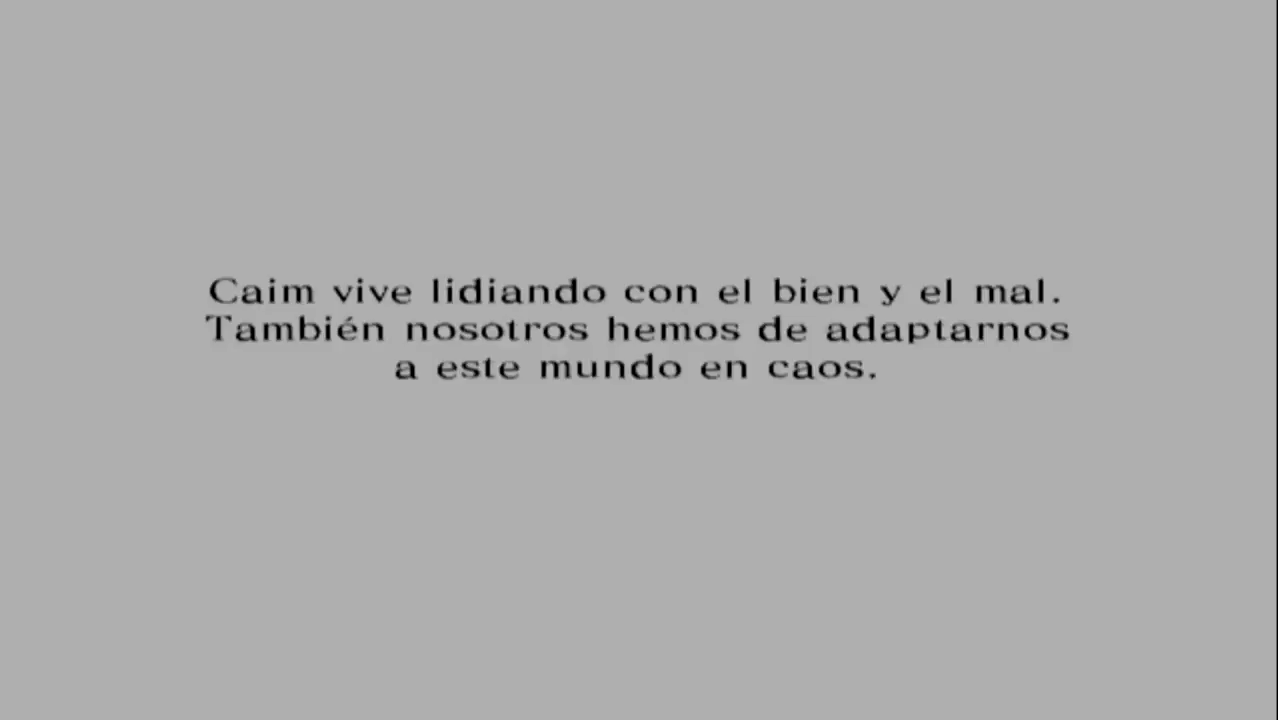 Caim vive lidiando con el bien y el mal.
También nosotros hemos de adaptarnos
a este mundo en caos.